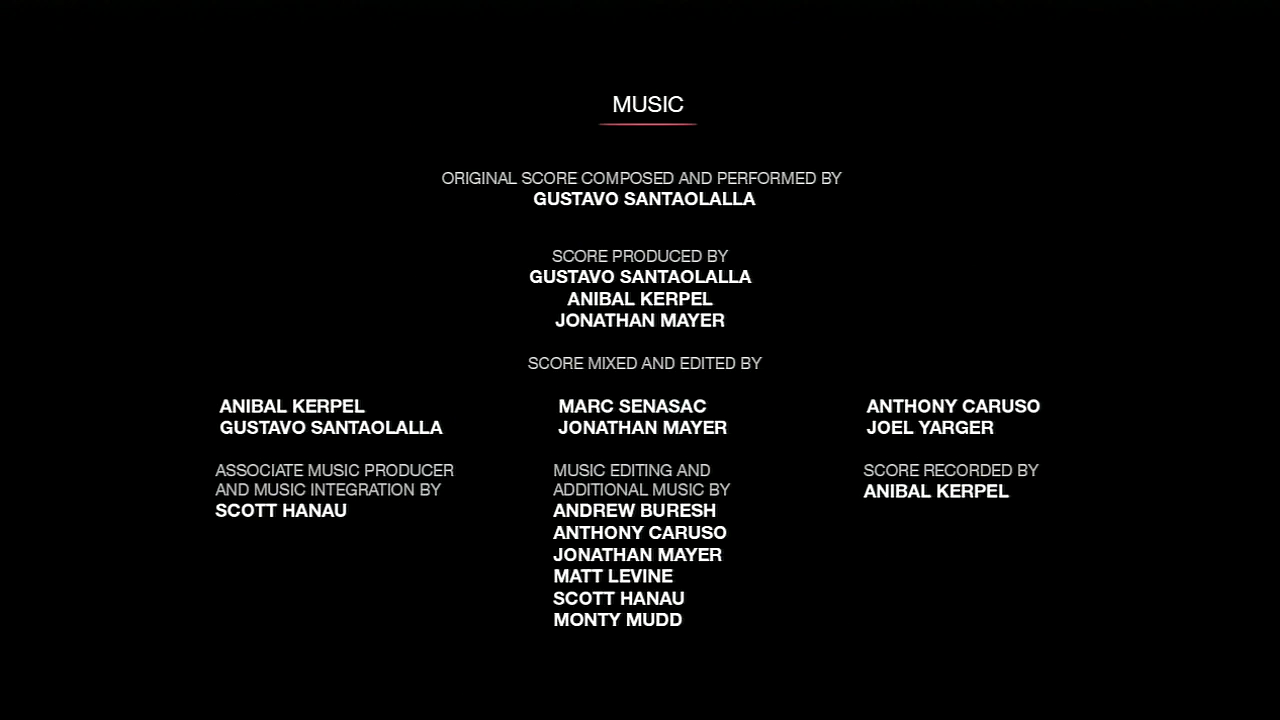 MUSIC
ORIGINAL SCORE COMPOSED AND PERFORMED BY
GUSTAVO SANTAOLALLA
SCORE PRODUCED BY
GUSTAVO SANTAOLALLA
ANIBAL KERPEL
JONATHAN MAYER
SCORE MIXED AND EDITED BY
ANIBAL KERPEL
GUSTAVO SANTAOLALLA
MARC SENASAC
JONATHAN MAYER
ANTHONY CARUSO
JOEL YARGER
ASSOCIATE MUSIC PRODUCER
AND MUSIC INTEGRATION BY
SCOTT HANAU
MUSIC EDITING AND
ADDITIONAL MUSIC BY
ANDREW BURESH
ANTHONY CARUSO
JONATHAN MAYER
MATT LEVINE
SCOTT HANAU
MONTY MUDD
SCORE RECORDED BY
ANIBAL KERPEL